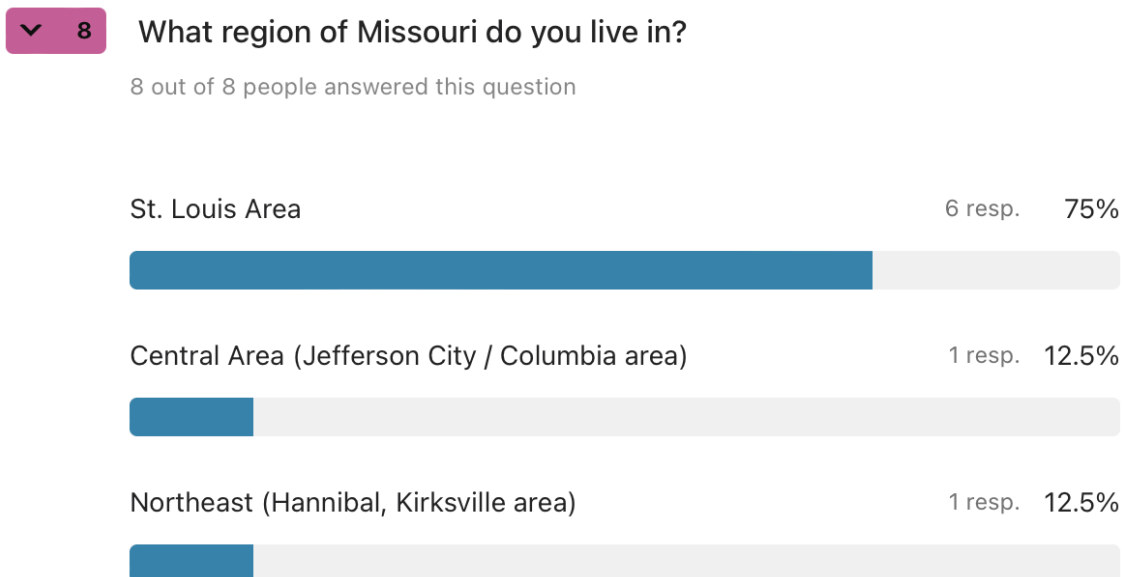 8 What region of Missouri do you live in?
8 out of 8 people answered this question
St. Louis Area 6 resp. 75%
Central Area (Jefferson City / Columbia area) 1 resp. 12.5%
Northeast (Hannibal, Kirksville area) 1 resp. 12.5%